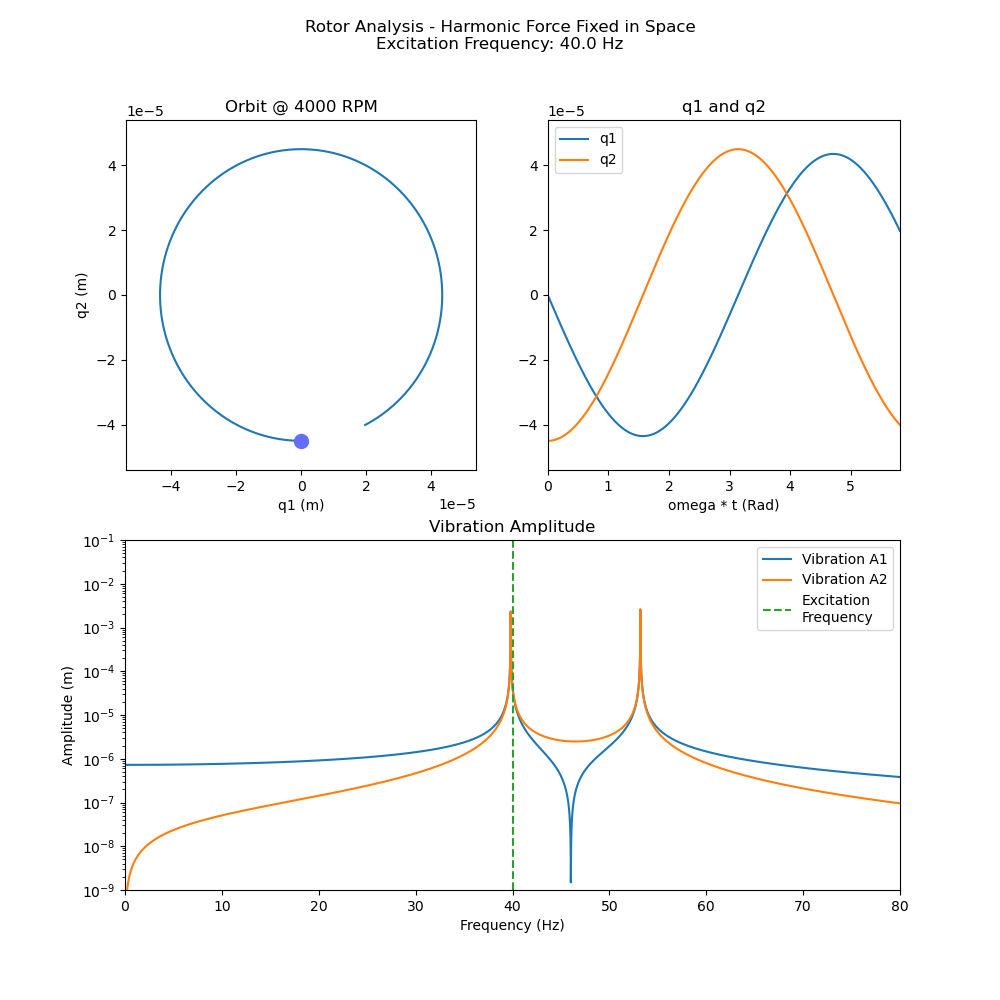 Rotor Analysis - Harmonic Force Fixed in Space
Excitation Frequency: 40.0 Hz
Orbit @ 4000 RPM
1e−5
4
2
0
−2
−4
q2 (m)
−4 −2 0 2 4
1e−5
q1 (m)
q1 and q2
1e−5
q1
q2
4
2
0
−2
−4
0 1 2 3 4 5
omega * t (Rad)
Vibration Amplitude
Vibration A1
Vibration A2
Excitation
Frequency
10⁻¹
10⁻²
10⁻³
10⁻⁴
10⁻⁵
10⁻⁶
10⁻⁷
10⁻⁸
10⁻⁹
Amplitude (m)
0 10 20 30 40 50 60 70 80
Frequency (Hz)